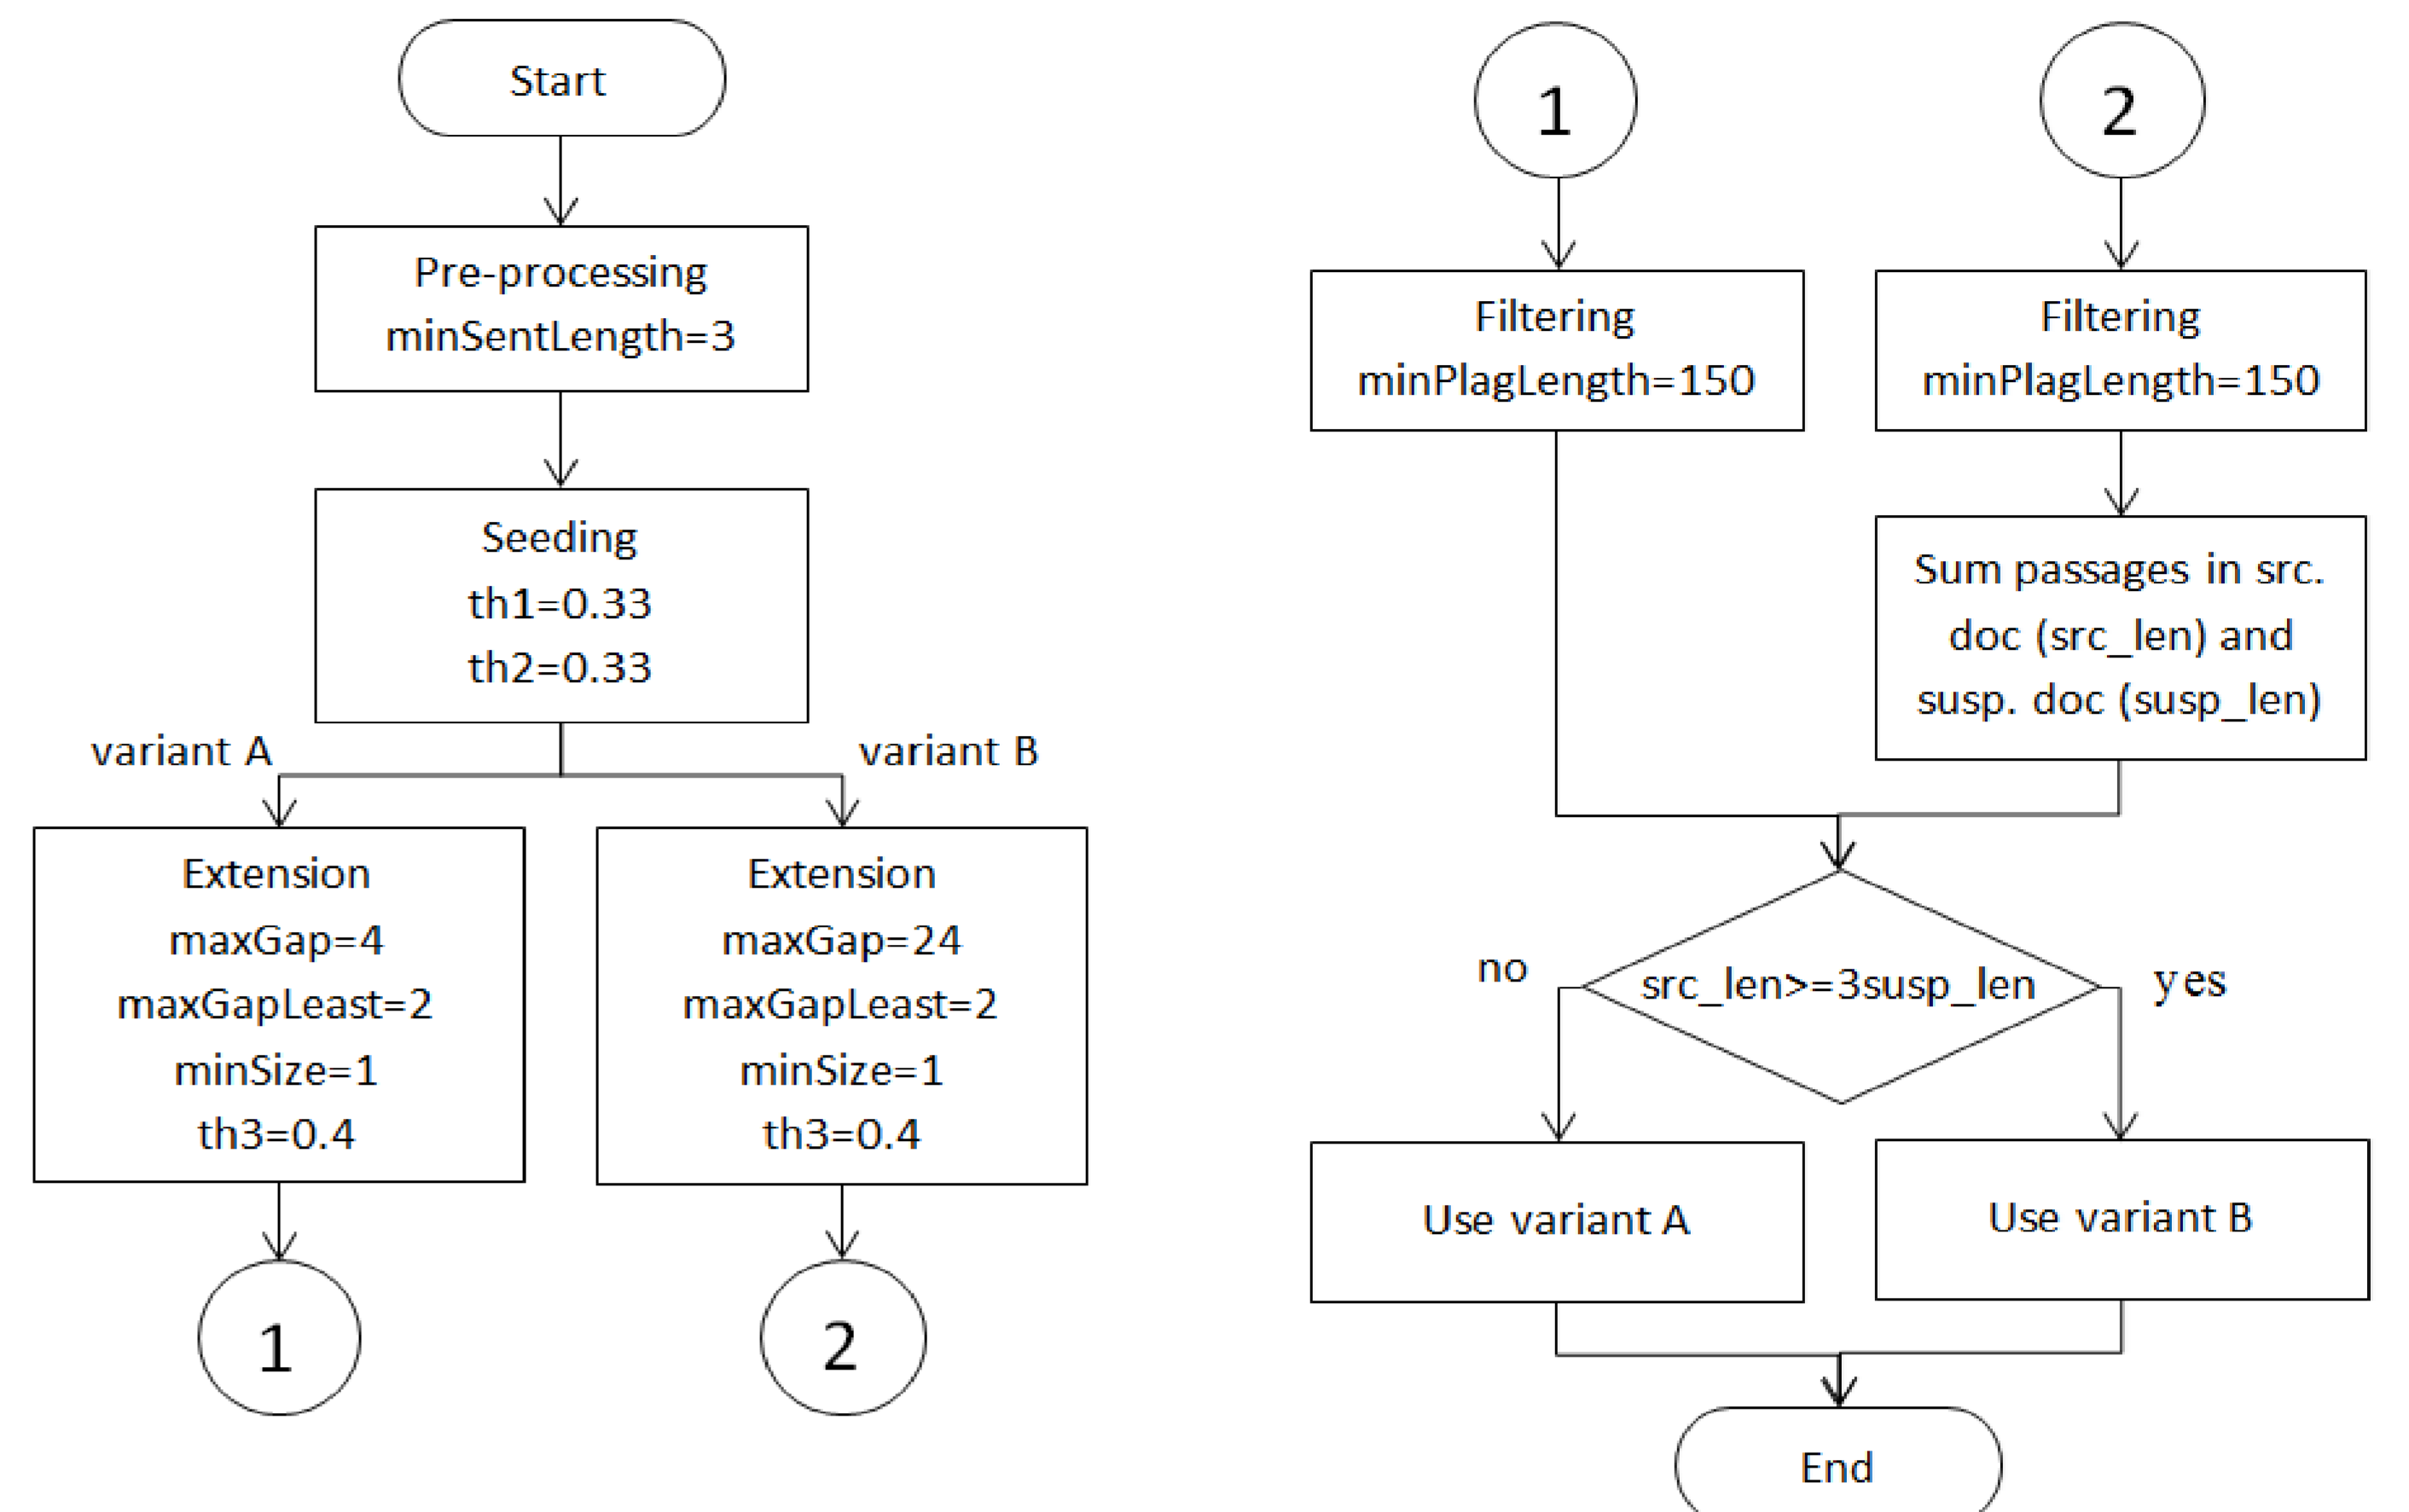 Start
Pre-processing
minSentLength=3
Seeding
th1=0.33
th2=0.33
variant A
variant B
Extension
maxGap=4
maxGapLeast=2
minSize=1
th3=0.4
Extension
maxGap=24
maxGapLeast=2
minSize=1
th3=0.4
1
2
1
2
Filtering
minPlagLength=150
Filtering
minPlagLength=150
Sum passages in src.
doc (src_len) and
susp. doc (susp_len)
src_len>=3susp_len
no
yes
Use variant A
Use variant B
End